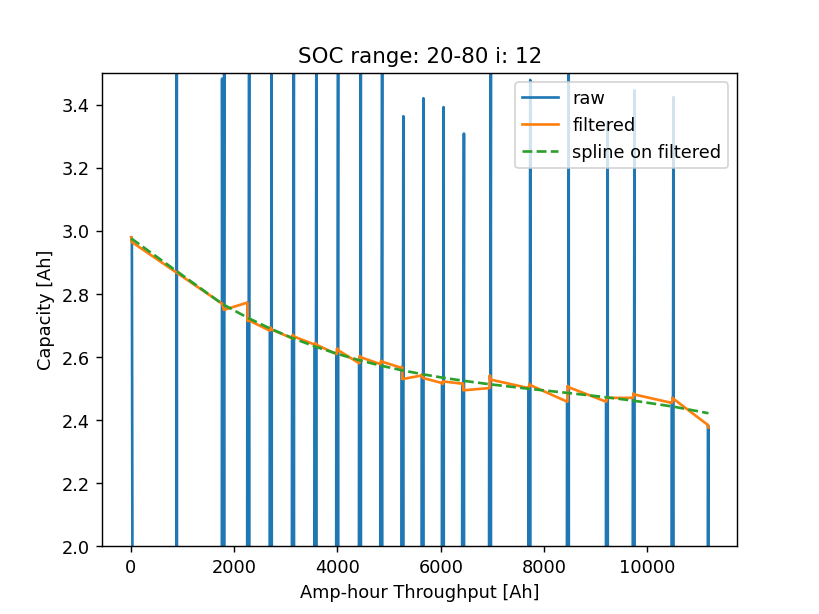 SOC range: 20-80 i: 12
raw
filtered
spline on filtered
3.4
3.2
3.0
2.8
2.6
2.4
2.2
2.0
Capacity [Ah]
0 2000 4000 6000 8000 10000
Amp-hour Throughput [Ah]